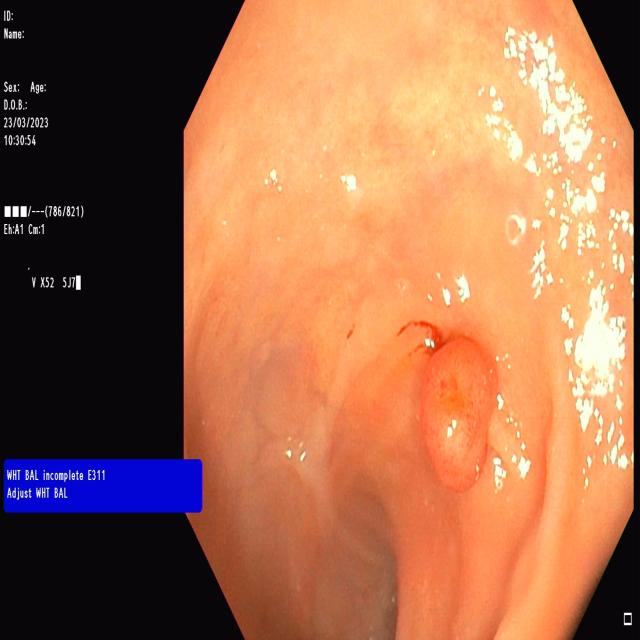 ID:
Name:
Sex: Age:
D.O.B.:
23/03/2023
10:30:54
■■■/---(786/821)
Eh:A1 Cm:1
V X52 5J7
WHT BAL incomplete E311
Adjust WHT BAL